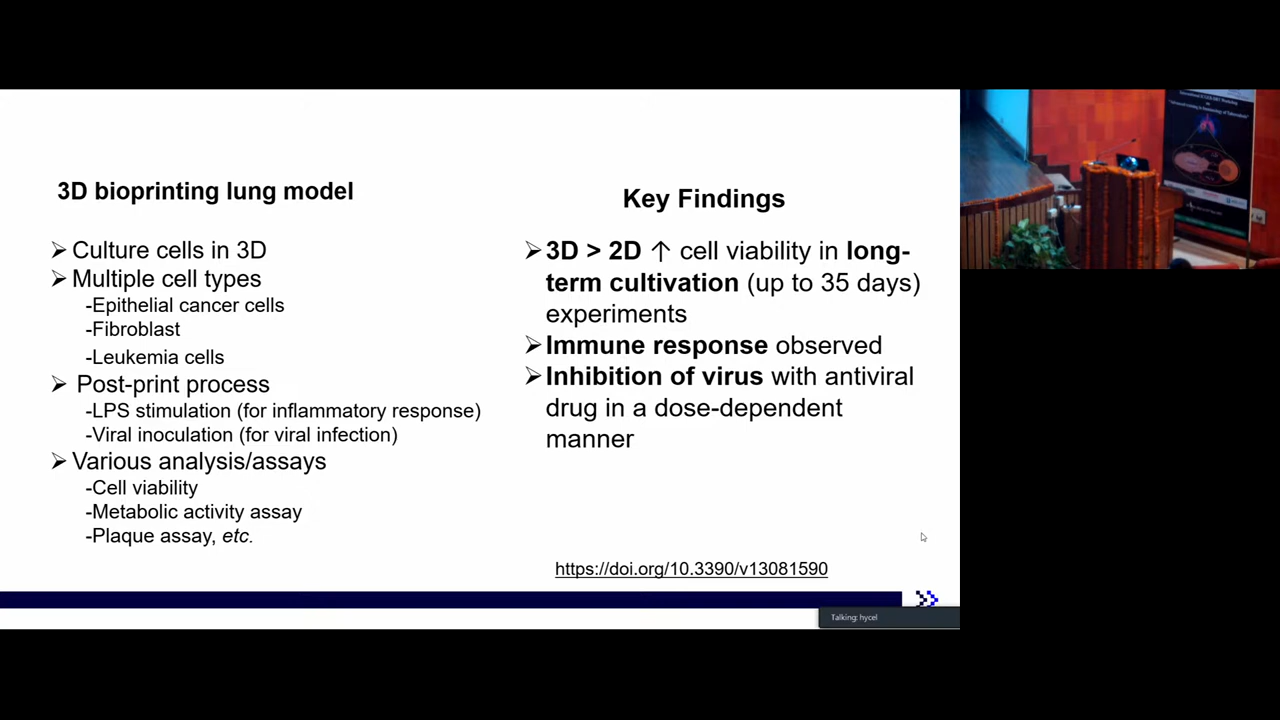 3D bioprinting lung model
➢ Culture cells in 3D
➢ Multiple cell types
-Epithelial cancer cells
-Fibroblast
-Leukemia cells
➢ Post-print process
-LPS stimulation (for inflammatory response)
-Viral inoculation (for viral infection)
➢ Various analysis/assays
-Cell viability
-Metabolic activity assay
-Plaque assay, etc.
Key Findings
➢ 3D > 2D ↑ cell viability in long-
term cultivation (up to 35 days)
experiments
➢ Immune response observed
➢ Inhibition of virus with antiviral
drug in a dose-dependent
manner
https://doi.org/10.3390/v13081590
Talking: hycel